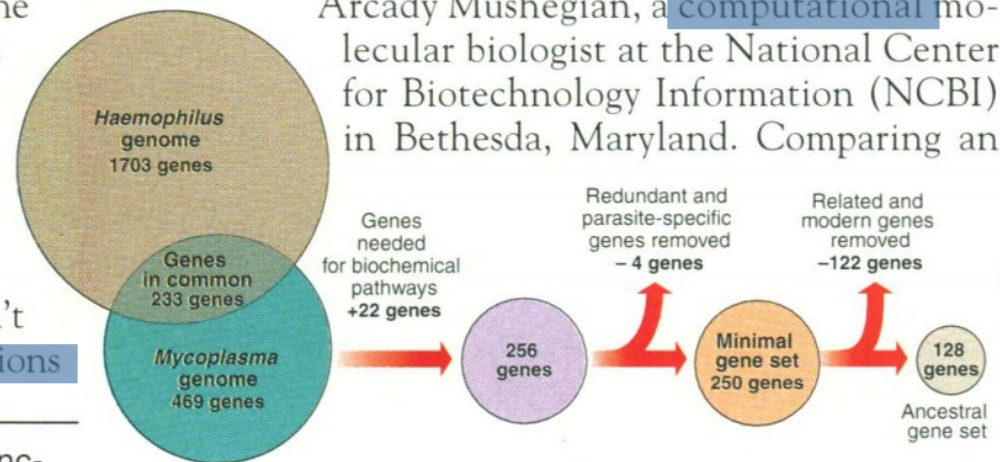 ne
Arcady Mushegian, a computational mo-
lecular biologist at the National Center
for Biotechnology Information (NCBI)
in Bethesda, Maryland. Comparing an
Haemophilus
genome
1703 genes
Genes
in common
233 genes
Mycoplasma
genome
469 genes
Genes
needed
for biochemical
pathways
+22 genes
256
genes
Redundant and
parasite-specific
genes removed
– 4 genes
Minimal
gene set
250 genes
Related and
modern genes
removed
–122 genes
128
genes
Ancestral
gene set
't
ions